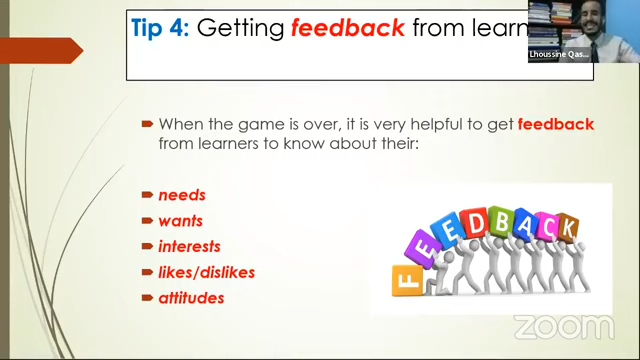 Tip 4: Getting feedback from learn
Lhoussine Qas...
When the game is over, it is very helpful to get feedback
from learners to know about their:
needs
wants
interests
likes/dislikes
attitudes
FEEDBACK
zoom